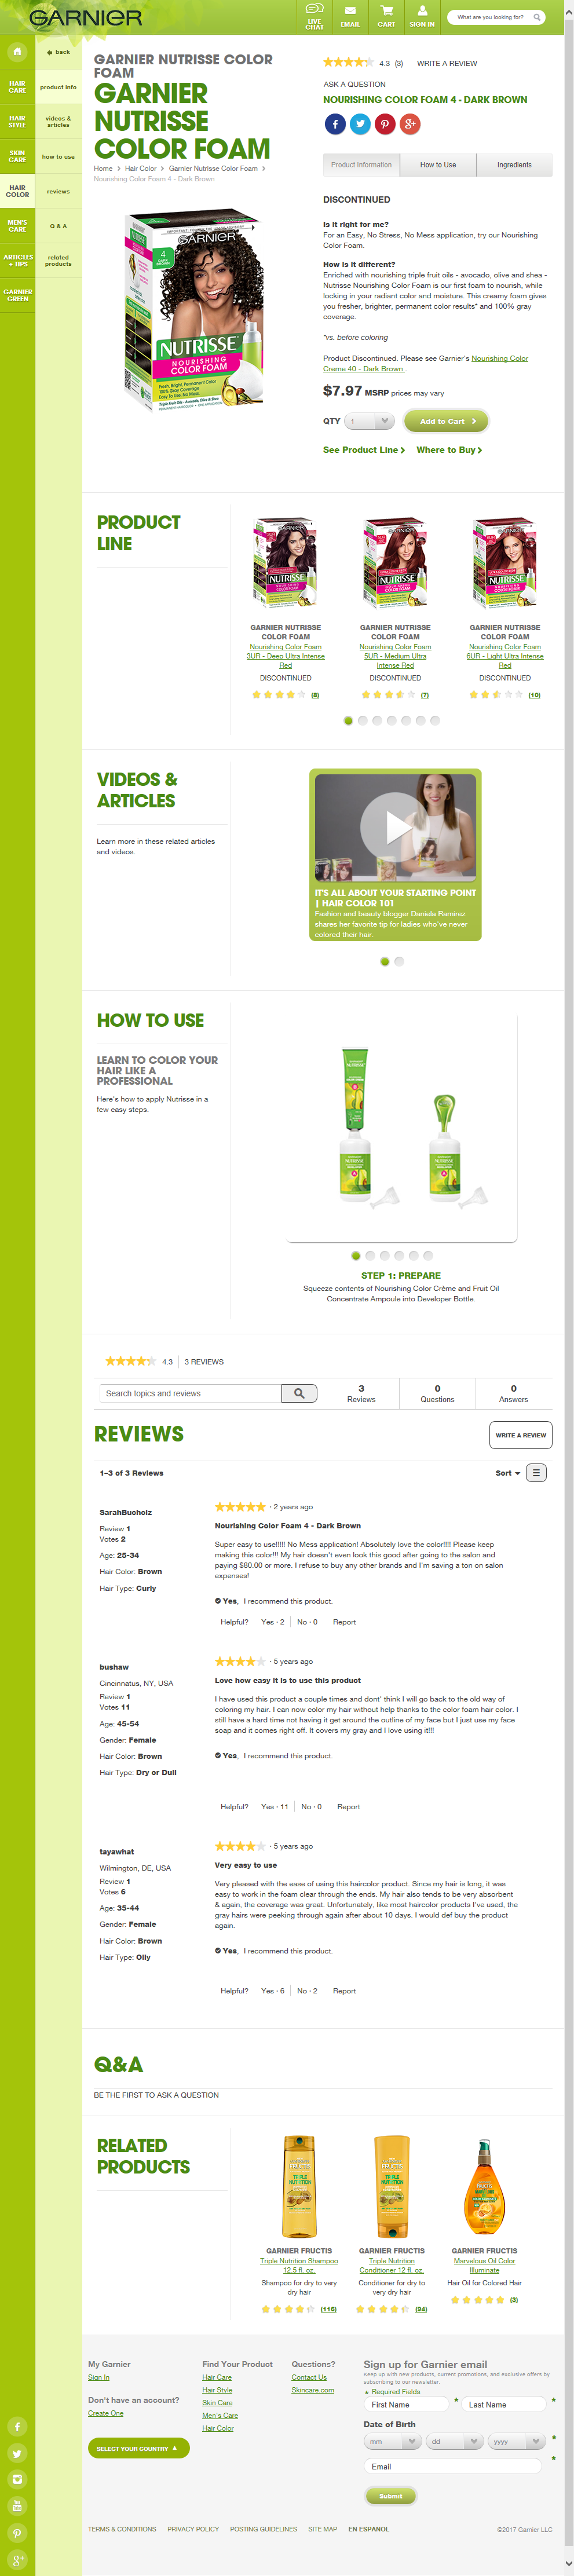 GARNIER
LIVE CHAT
EMAIL
CART
SIGN IN
What are you looking for?
HAIR CARE
HAIR STYLE
SKIN CARE
HAIR COLOR
MEN'S CARE
ARTICLES + TIPS
GARNIER GREEN
back
product info
videos & articles
how to use
reviews
Q & A
related products
GARNIER NUTRISSE COLOR
FOAM
GARNIER
NUTRISSE
COLOR FOAM
Home > Hair Color > Garnier Nutrisse Color Foam >
Nourishing Color Foam 4 - Dark Brown
GARNIER
4
NUTRISSE
NOURISHING
COLOR FOAM
4.3 (3) WRITE A REVIEW
ASK A QUESTION
NOURISHING COLOR FOAM 4 - DARK BROWN
Product Information
How to Use
Ingredients
DISCONTINUED
Is it right for me?
For an Easy, No Stress, No Mess application, try our Nourishing
Color Foam.
How is it different?
Enriched with nourishing triple fruit oils - avocado, olive and shea -
Nutrisse Nourishing Color Foam is our first foam to nourish, while
locking in your radiant color and moisture. This creamy foam gives
you fresher, brighter, permanent color results* and 100% gray
coverage.
*vs. before coloring
Product Discontinued. Please see Garnier's Nourishing Color
Creme 40 - Dark Brown .
$7.97 MSRP prices may vary
QTY 1 Add to Cart >
See Product Line > Where to Buy >
PRODUCT
LINE
GARNIER NUTRISSE
COLOR FOAM
Nourishing Color Foam
3UR - Deep Ultra Intense
Red
DISCONTINUED
(8)
GARNIER NUTRISSE
COLOR FOAM
Nourishing Color Foam
5UR - Medium Ultra
Intense Red
DISCONTINUED
(7)
GARNIER NUTRISSE
COLOR FOAM
Nourishing Color Foam
6UR - Light Ultra Intense
Red
DISCONTINUED
(10)
VIDEOS &
ARTICLES
Learn more in these related articles
and videos.
IT'S ALL ABOUT YOUR STARTING POINT
| HAIR COLOR 101
Fashion and beauty blogger Daniela Ramirez
shares her favorite tip for ladies who've never
colored their hair.
HOW TO USE
LEARN TO COLOR YOUR
HAIR LIKE A
PROFESSIONAL
Here's how to apply Nutrisse in a
few easy steps.
STEP 1: PREPARE
Squeeze contents of Nourishing Color Crème and Fruit Oil
Concentrate Ampoule into Developer Bottle.
4.3 | 3 REVIEWS
Search topics and reviews
3
Reviews
0
Questions
0
Answers
REVIEWS
WRITE A REVIEW
1–3 of 3 Reviews
Sort
SarahBucholz
Review 1
Votes 2
Age: 25-34
Hair Color: Brown
Hair Type: Curly
· 2 years ago
Nourishing Color Foam 4 - Dark Brown
Super easy to use!!!!! No Mess application! Absolutely love the color!!!! Please keep
making this color!!! My hair doesn't even look this good after going to the salon and
paying $80.00 or more. I refuse to buy any other brands and I'm saving a ton on salon
expenses!
Yes, I recommend this product.
Helpful? Yes · 2 No · 0 Report
bushaw
Cincinnatus, NY, USA
Review 1
Votes 11
Age: 45-54
Gender: Female
Hair Color: Brown
Hair Type: Dry or Dull
· 5 years ago
Love how easy it is to use this product
I have used this product a couple times and dont' think I will go back to the old way of
coloring my hair. I can now color my hair without help thanks to the color foam hair color. I
still have a hard time not having it get around the outline of my face but I just use my face
soap and it comes right off. It covers my gray and I love using it!!!
Yes, I recommend this product.
Helpful? Yes · 11 No · 0 Report
tayawhat
Wilmington, DE, USA
Review 1
Votes 6
Age: 35-44
Gender: Female
Hair Color: Brown
Hair Type: Oily
· 5 years ago
Very easy to use
Very pleased with the ease of using this haircolor product. Since my hair is long, it was
easy to work in the foam clear through the ends. My hair also tends to be very absorbent
& again, the coverage was great. Unfortunately, like most haircolor products I've used, the
gray hairs were peeking through again after about 10 days. I would def buy the product
again.
Yes, I recommend this product.
Helpful? Yes · 6 No · 2 Report
Q&A
BE THE FIRST TO ASK A QUESTION
RELATED
PRODUCTS
GARNIER FRUCTIS
Triple Nutrition Shampoo
12.5 fl. oz.
Shampoo for dry to very
dry hair
(116)
GARNIER FRUCTIS
Triple Nutrition
Conditioner 12 fl. oz.
Conditioner for dry to
very dry hair
(94)
GARNIER FRUCTIS
Marvelous Oil Color
Illuminate
Hair Oil for Colored Hair
(3)
My Garnier
Sign In
Don't have an account?
Create One
SELECT YOUR COUNTRY
Find Your Product
Hair Care
Hair Style
Skin Care
Men's Care
Hair Color
Questions?
Contact Us
Skincare.com
Sign up for Garnier email
Keep up with new products, current promotions, and exclusive offers by
subscribing to our newsletter.
* Required Fields
First Name * Last Name *
Date of Birth
mm dd yyyy *
Email *
Submit
TERMS & CONDITIONS PRIVACY POLICY POSTING GUIDELINES SITE MAP EN ESPANOL
©2017 Garnier LLC